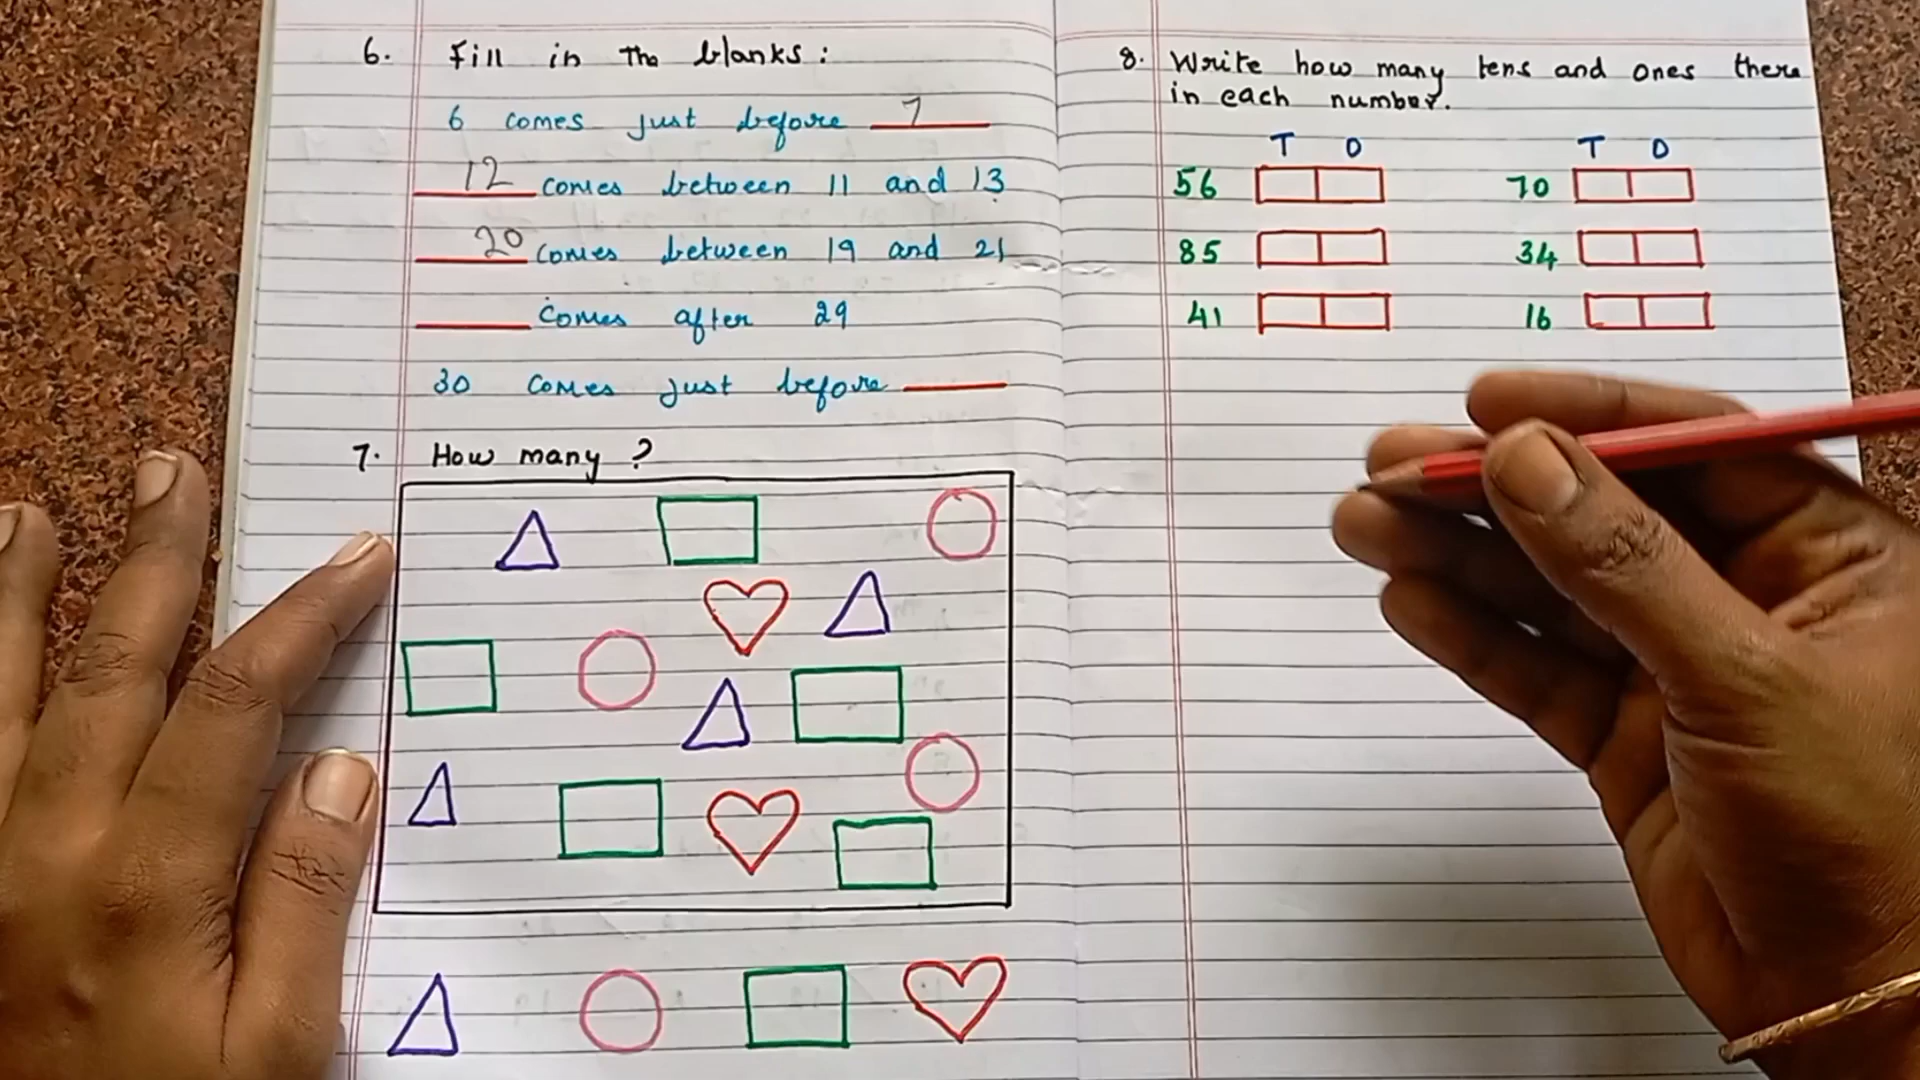 6. Fill in The blanks:
6 comes just before 7
12 comes between 11 and 13
20 comes between 19 and 21
comes after 29
30 comes just before
7. How many ?
8. Write how many tens and ones there
in each number.
T O T O
56 70
85 34
41 16